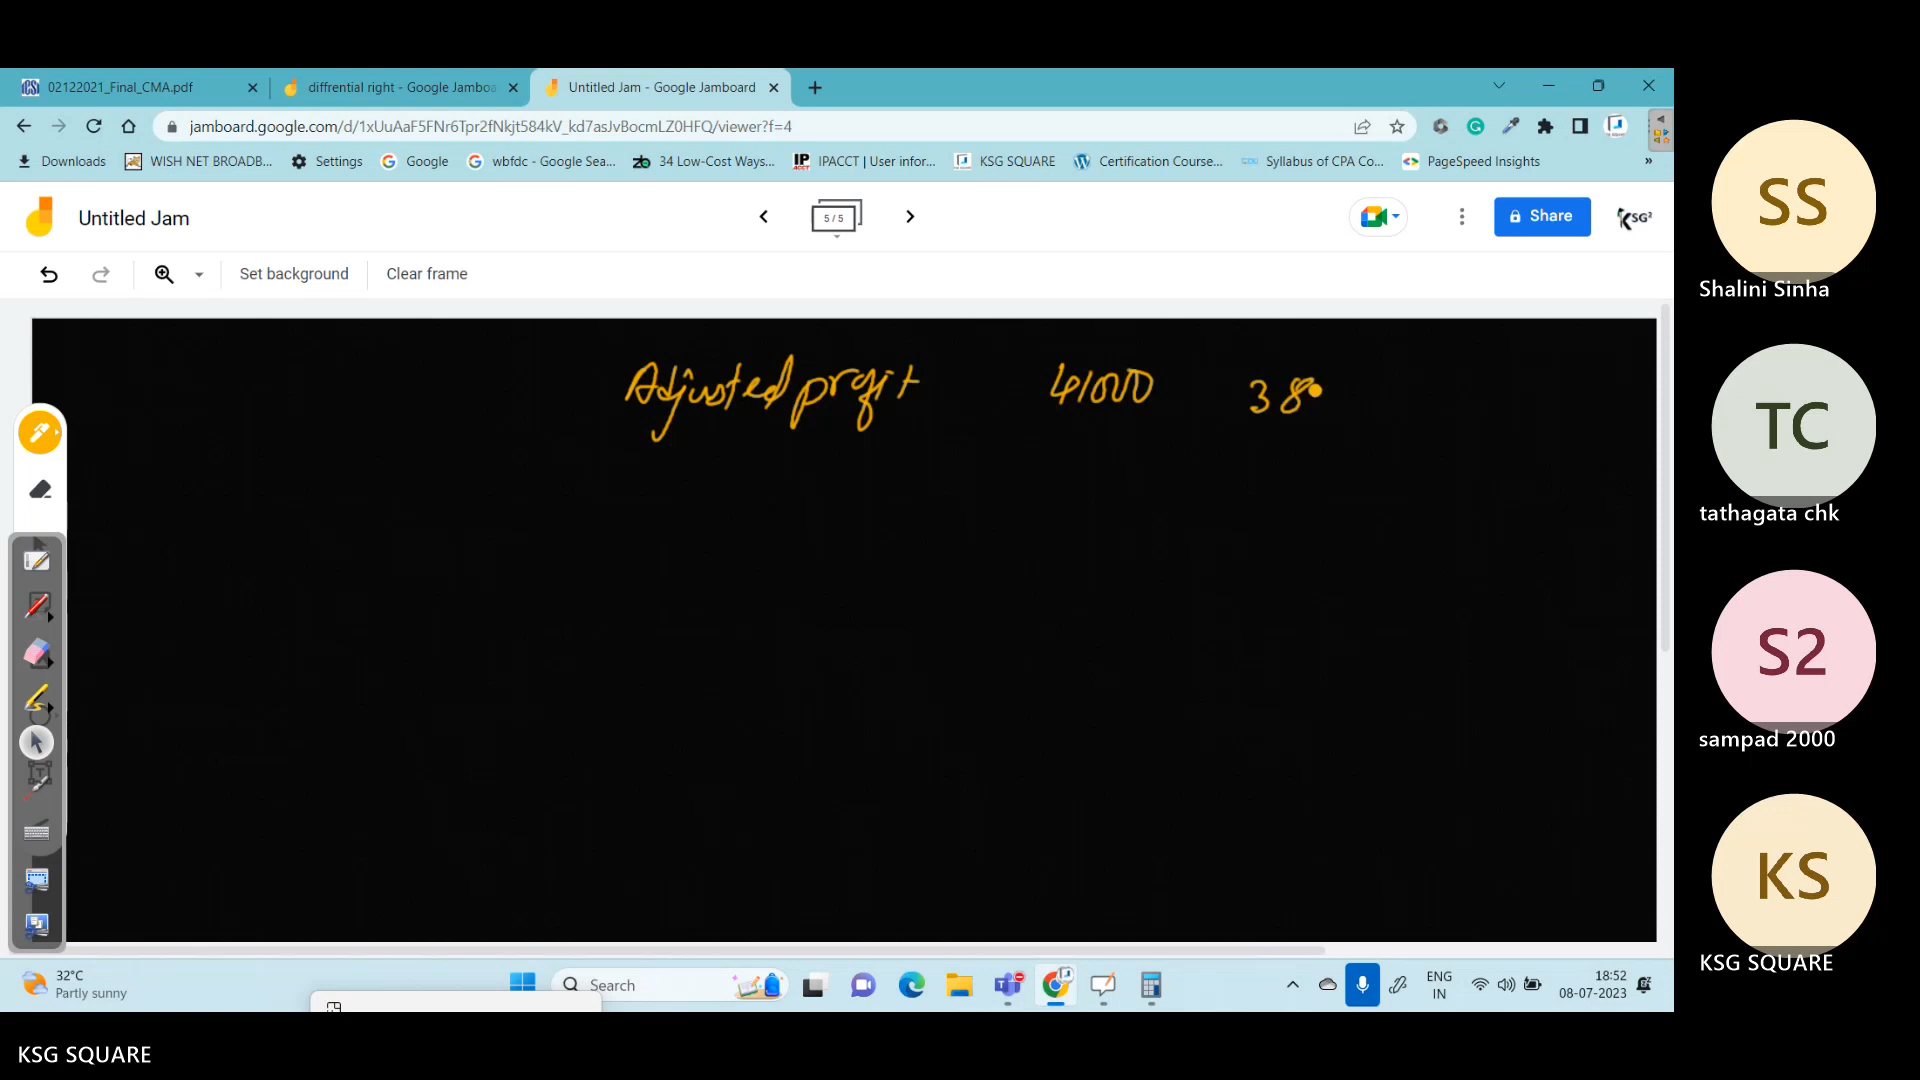 02122021_Final_CMA.pdf
diffrential right - Google Jamboa
Untitled Jam - Google Jamboard
jamboard.google.com/d/1xUuAaF5FNr6Tpr2fNkjt584kV_kd7asJvBocmLZ0HFQ/viewer?f=4
Downloads WISH NET BROADB... Settings Google wbfdc - Google Sea... 34 Low-Cost Ways... IPACCT | User infor... KSG SQUARE Certification Course... Syllabus of CPA Co... PageSpeed Insights »
Untitled Jam
5 / 5
Share
KSG²
Set background Clear frame
Adjusted profit 41000 38
SS
Shalini Sinha
TC
tathagata chk
S2
sampad 2000
KS
KSG SQUARE
32°C
Partly sunny
Search
ENG
IN
18:52
08-07-2023
KSG SQUARE